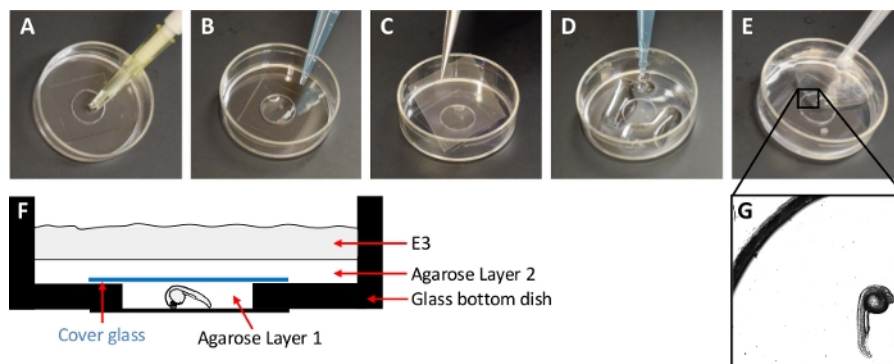 A B C D E
F G
E3
Agarose Layer 2
Glass bottom dish
Cover glass Agarose Layer 1